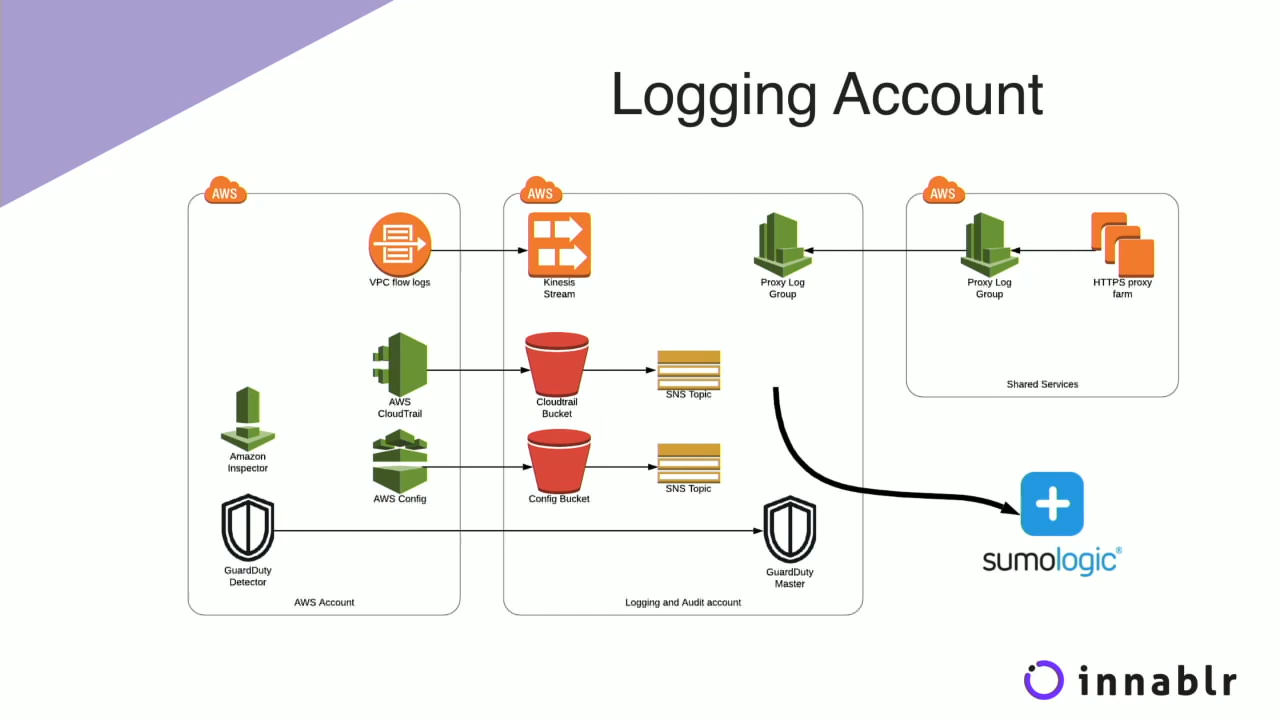 Logging Account
AWS
AWS
AWS
VPC flow logs
Kinesis
Stream
Proxy Log
Group
Proxy Log
Group
HTTPS proxy
farm
AWS
CloudTrail
Cloudtrail
Bucket
SNS Topic
Shared Services
Amazon
Inspector
AWS Config
Config Bucket
SNS Topic
GuardDuty
Detector
GuardDuty
Master
sumologic®
AWS Account
Logging and Audit account
innablr